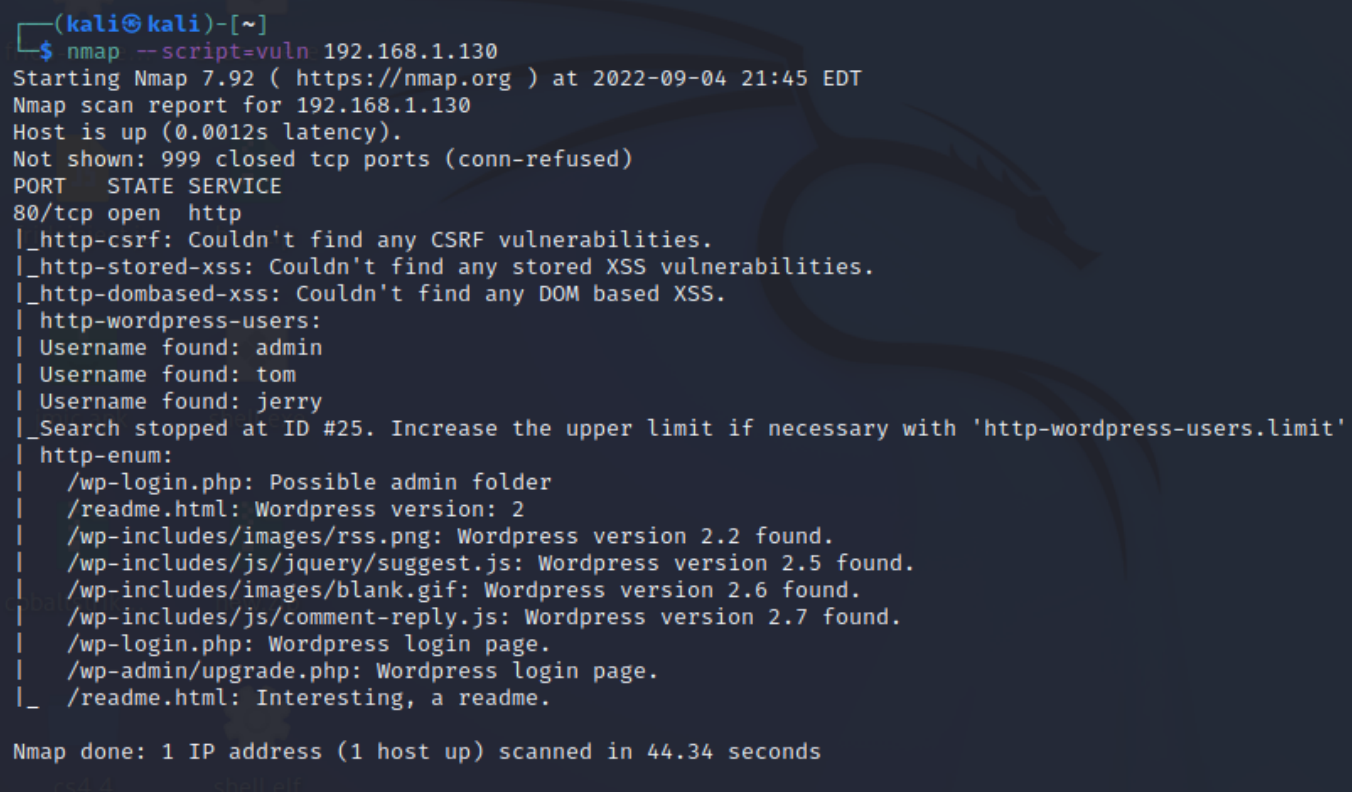 ┌──(kali㉿kali)-[~]
└─$ nmap --script=vuln 192.168.1.130
Starting Nmap 7.92 ( https://nmap.org ) at 2022-09-04 21:45 EDT
Nmap scan report for 192.168.1.130
Host is up (0.0012s latency).
Not shown: 999 closed tcp ports (conn-refused)
PORT   STATE SERVICE
80/tcp open  http
|_http-csrf: Couldn't find any CSRF vulnerabilities.
|_http-stored-xss: Couldn't find any stored XSS vulnerabilities.
|_http-dombased-xss: Couldn't find any DOM based XSS.
| http-wordpress-users:
| Username found: admin
| Username found: tom
| Username found: jerry
|_Search stopped at ID #25. Increase the upper limit if necessary with 'http-wordpress-users.limit'
| http-enum:
|   /wp-login.php: Possible admin folder
|   /readme.html: Wordpress version: 2
|   /wp-includes/images/rss.png: Wordpress version 2.2 found.
|   /wp-includes/js/jquery/suggest.js: Wordpress version 2.5 found.
|   /wp-includes/images/blank.gif: Wordpress version 2.6 found.
|   /wp-includes/js/comment-reply.js: Wordpress version 2.7 found.
|   /wp-login.php: Wordpress login page.
|   /wp-admin/upgrade.php: Wordpress login page.
|_  /readme.html: Interesting, a readme.
Nmap done: 1 IP address (1 host up) scanned in 44.34 seconds
cs4.4 shell.elf